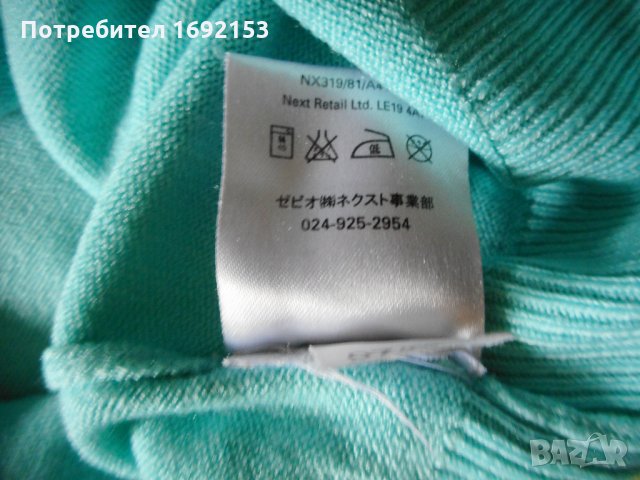 Потребител 1692153
NX319/81/A4
Next Retail Ltd. LE19
低
ゼビオ㈱ネクスト事業部
024-925-2954
BAZAR